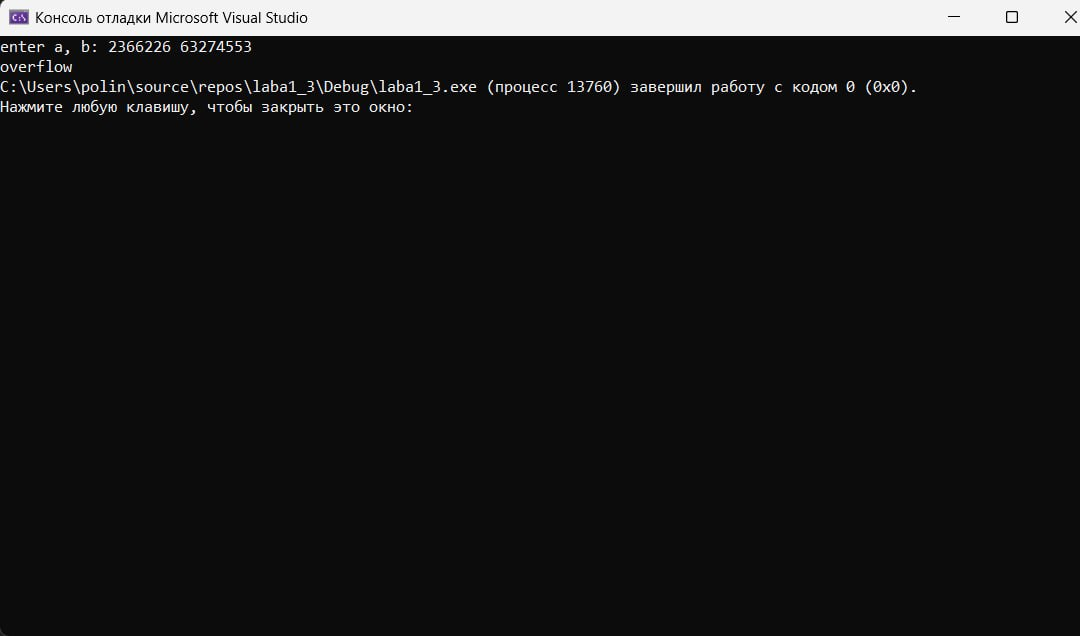 Консоль отладки Microsoft Visual Studio
enter a, b: 2366226 63274553
overflow
C:\Users\polin\source\repos\laba1_3\Debug\laba1_3.exe (процесс 13760) завершил работу с кодом 0 (0x0).
Нажмите любую клавишу, чтобы закрыть это окно: